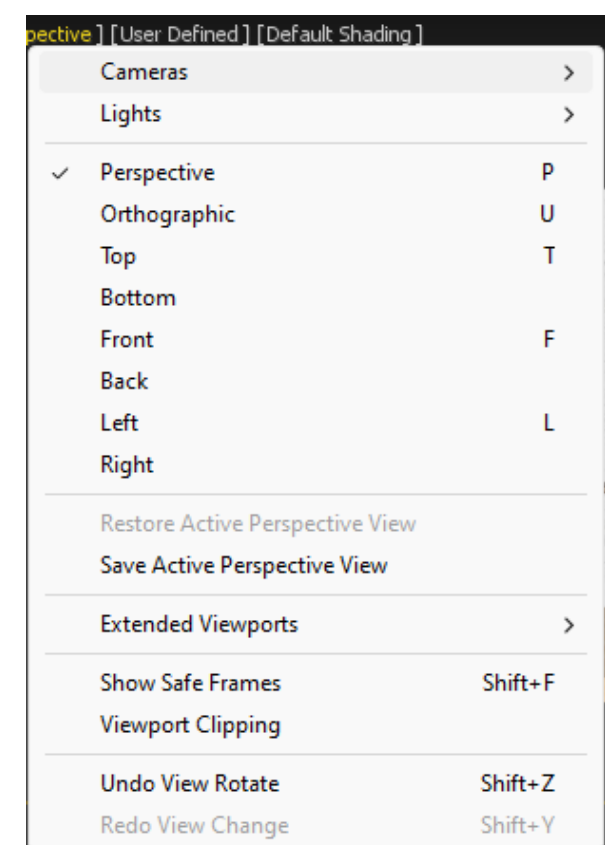 pective ] [User Defined ] [Default Shading ]
Cameras
Lights
Perspective P
Orthographic U
Top T
Bottom
Front F
Back
Left L
Right
Restore Active Perspective View
Save Active Perspective View
Extended Viewports
Show Safe Frames Shift+F
Viewport Clipping
Undo View Rotate Shift+Z
Redo View Change Shift+Y